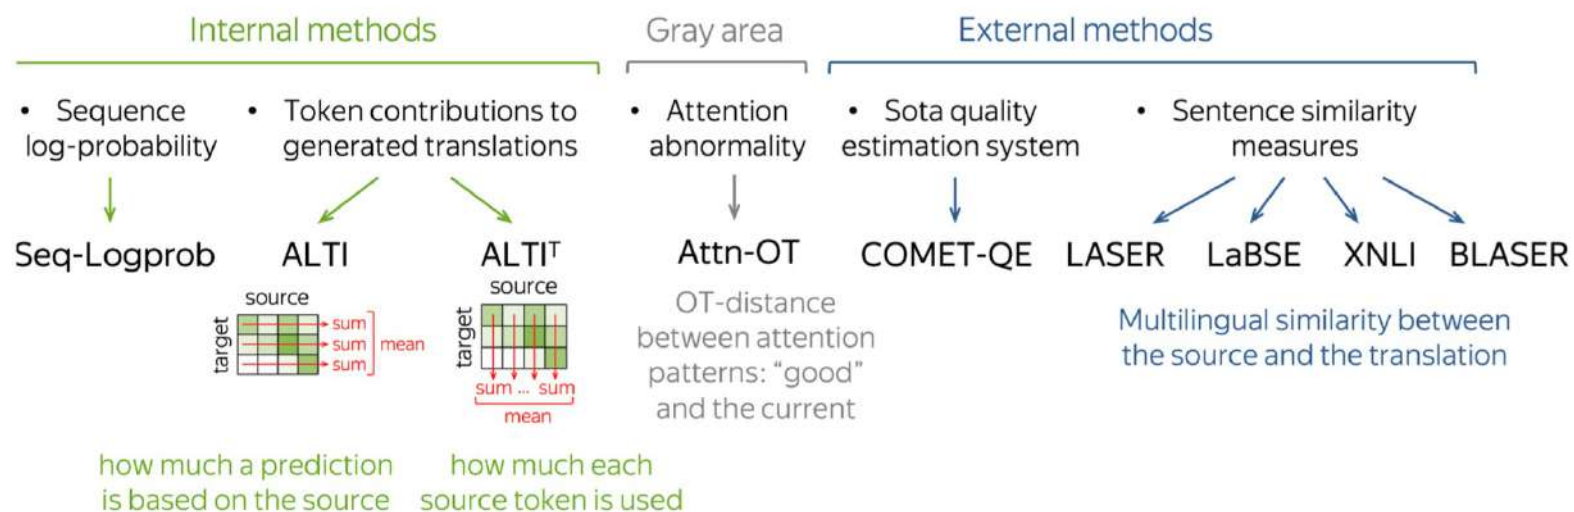 Internal methods
Gray area
External methods
• Sequence
log-probability
• Token contributions to
generated translations
• Attention
abnormality
• Sota quality
estimation system
• Sentence similarity
measures
Seq-Logprob
ALTI
ALTIᵀ
Attn-OT
COMET-QE
LASER
LaBSE
XNLI
BLASER
source
target
sum
sum
sum
mean
source
target
sum ... sum
mean
OT-distance
between attention
patterns: “good”
and the current
Multilingual similarity between
the source and the translation
how much a prediction
is based on the source
how much each
source token is used